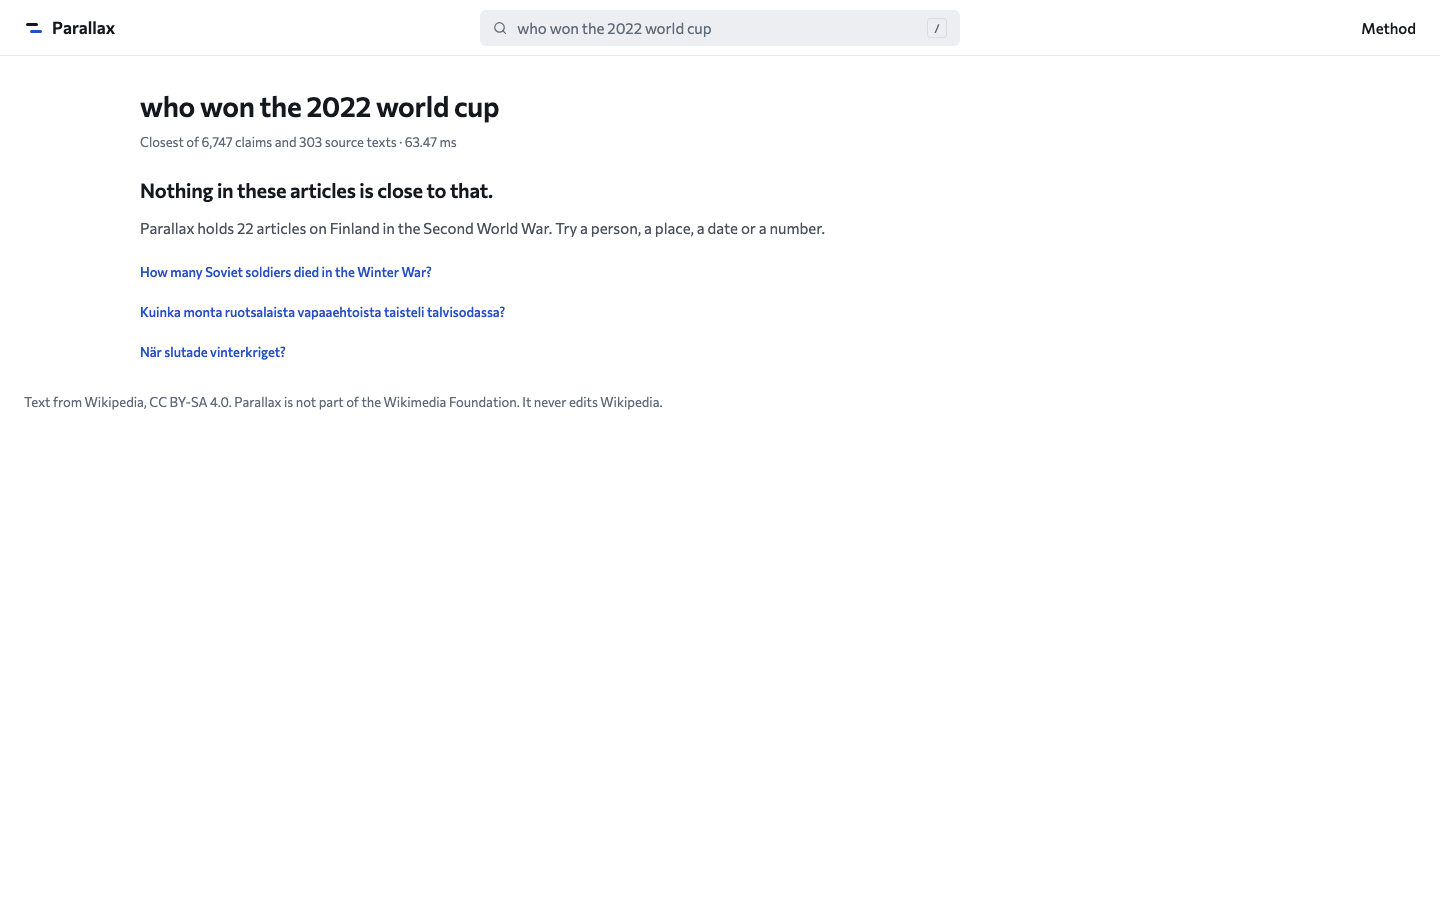 Parallax
who won the 2022 world cup
/
Method
who won the 2022 world cup
Closest of 6,747 claims and 303 source texts · 63.47 ms
Nothing in these articles is close to that.
Parallax holds 22 articles on Finland in the Second World War. Try a person, a place, a date or a number.
How many Soviet soldiers died in the Winter War?
Kuinka monta ruotsalaista vapaaehtoista taisteli talvisodassa?
När slutade vinterkriget?
Text from Wikipedia, CC BY-SA 4.0. Parallax is not part of the Wikimedia Foundation. It never edits Wikipedia.